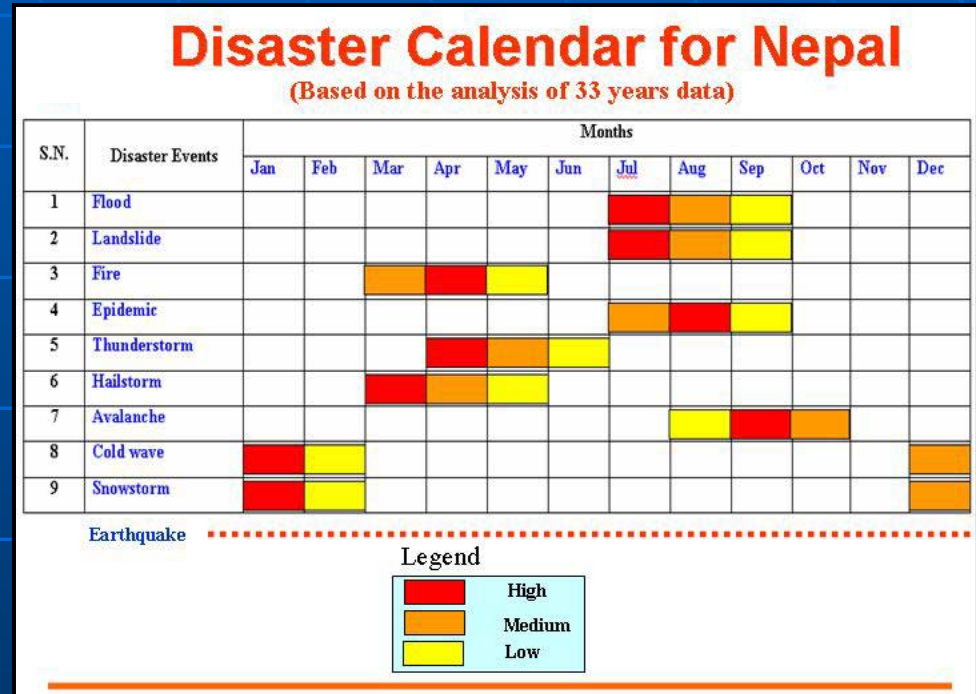 Disaster Calendar for Nepal
(Based on the analysis of 33 years data)
S.N. Disaster Events Months
Jan Feb Mar Apr May Jun Jul Aug Sep Oct Nov Dec
1 Flood
2 Landslide
3 Fire
4 Epidemic
5 Thunderstorm
6 Hailstorm
7 Avalanche
8 Cold wave
9 Snowstorm
Earthquake
Legend
High
Medium
Low